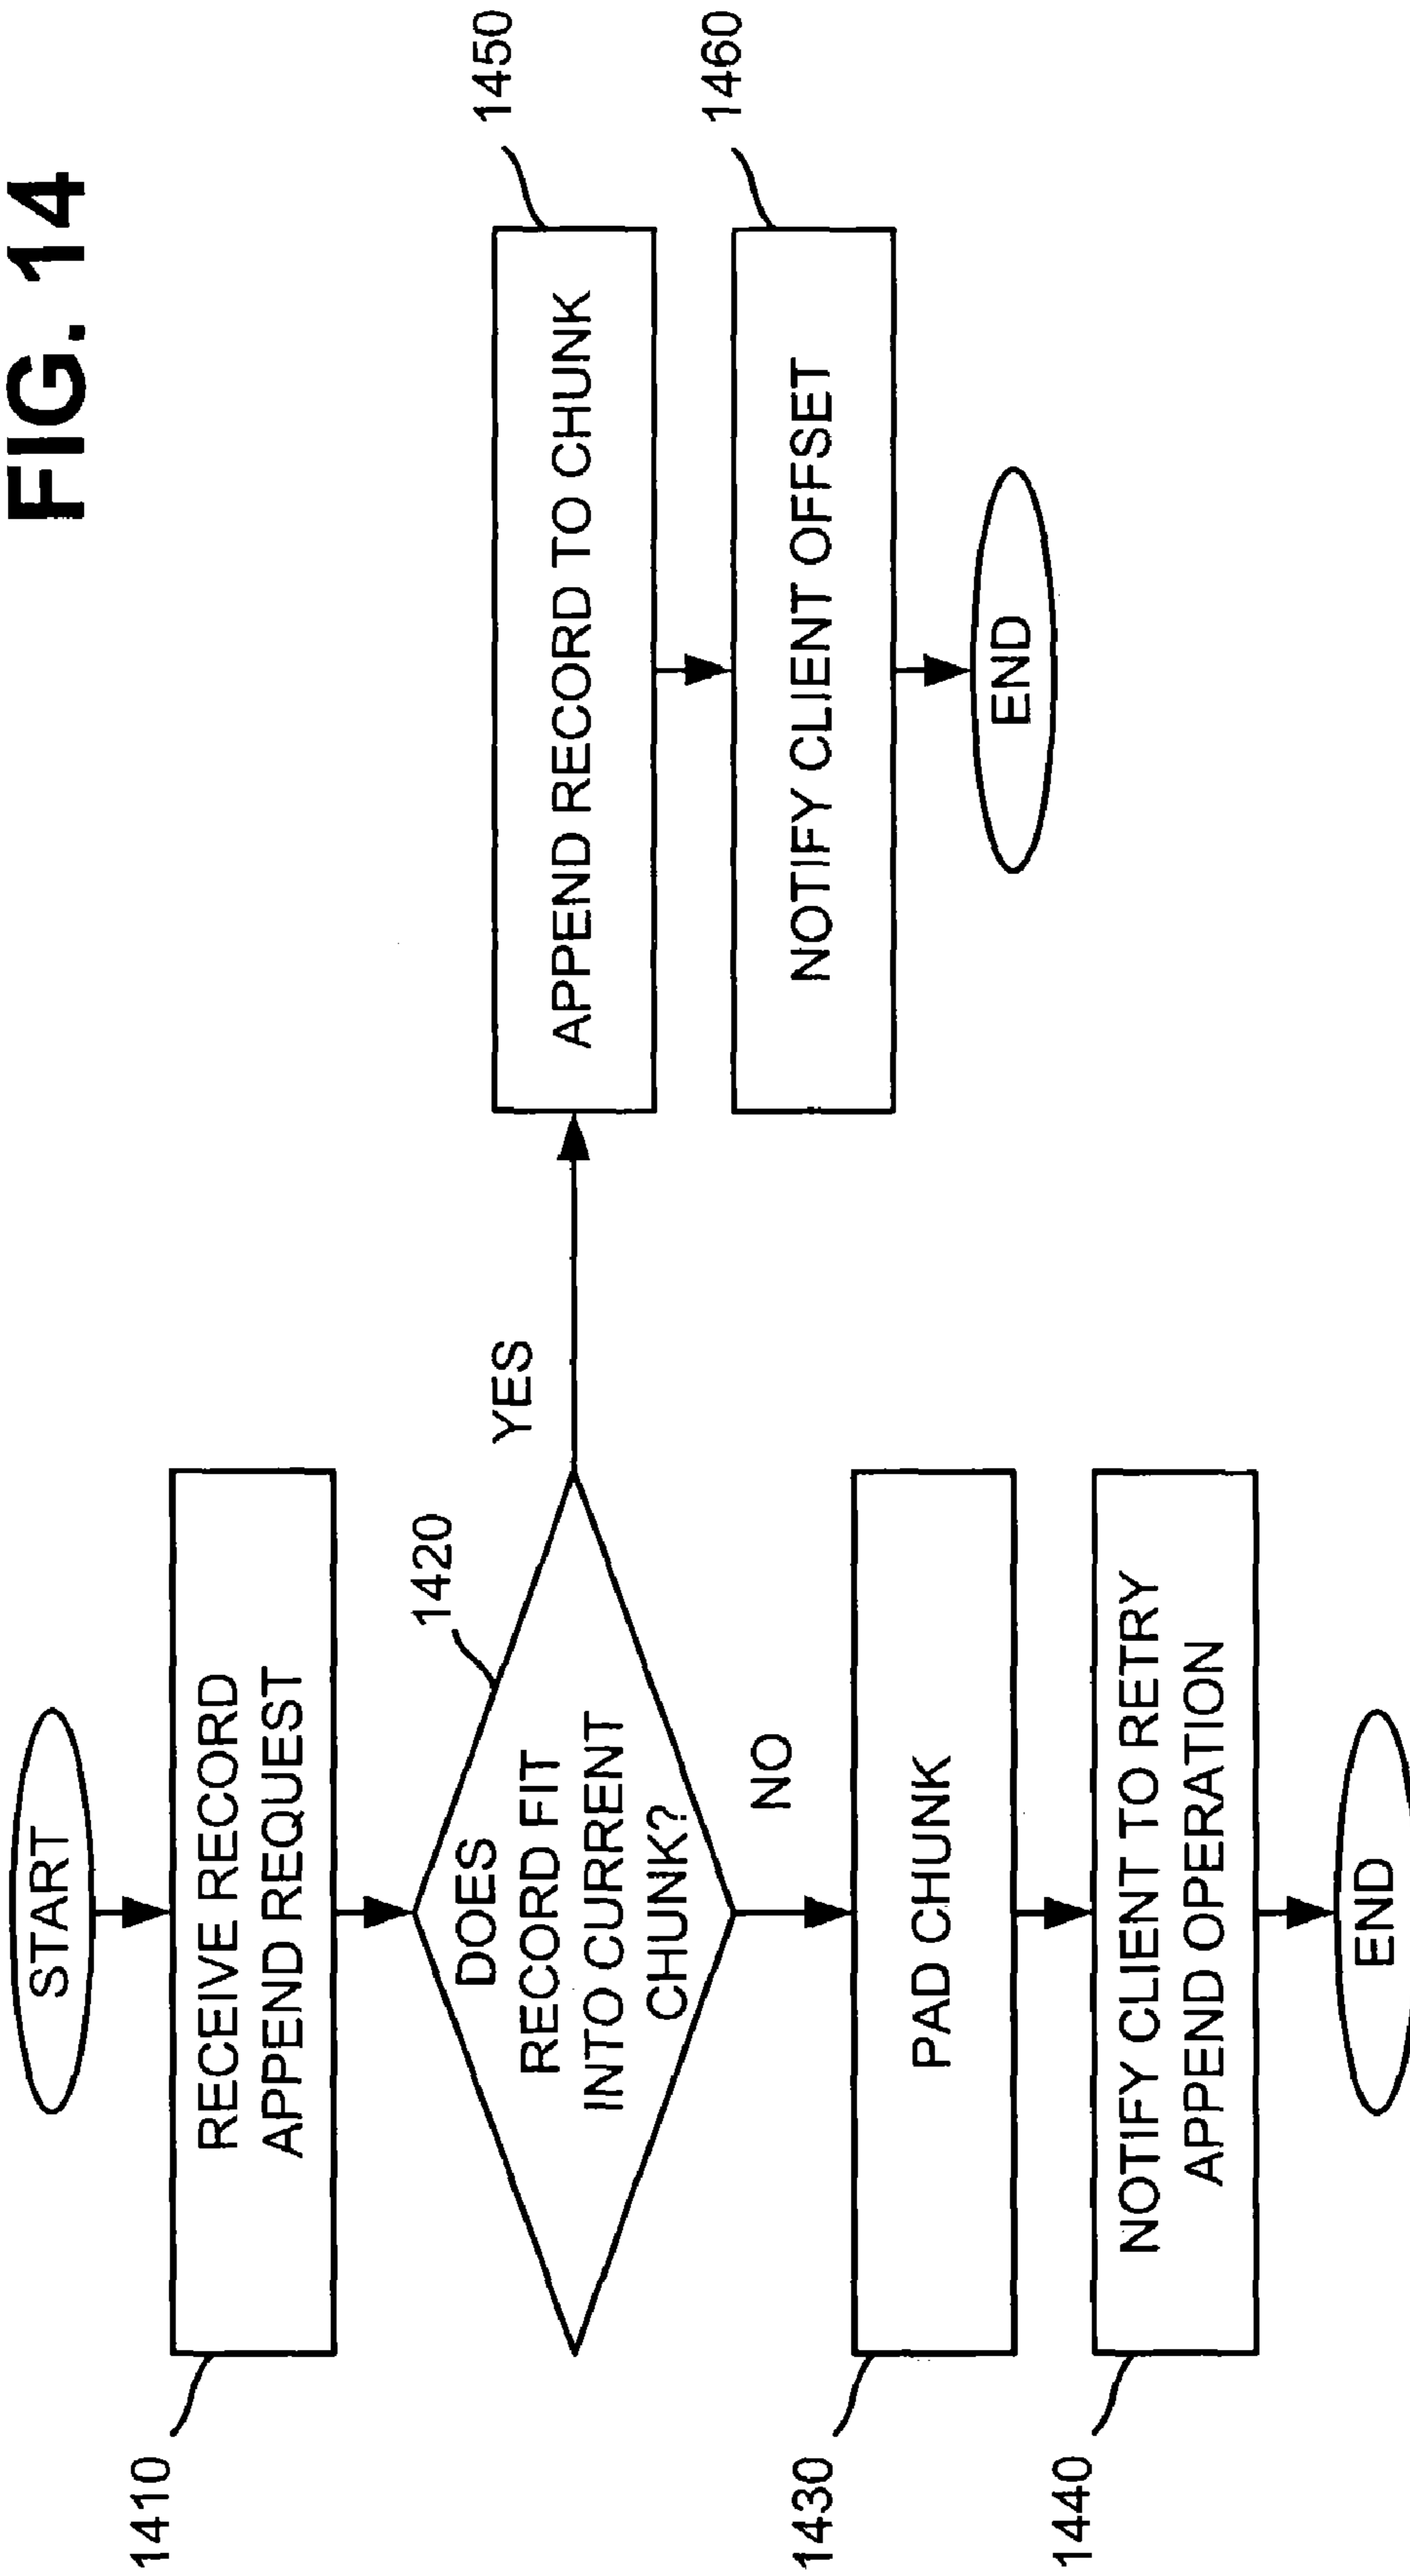 FIG. 14
START
1410
RECEIVE RECORD
APPEND REQUEST
1420
DOES
RECORD FIT
INTO CURRENT
CHUNK?
YES
NO
1450
APPEND RECORD TO CHUNK
1460
NOTIFY CLIENT OFFSET
END
1430
PAD CHUNK
1440
NOTIFY CLIENT TO RETRY
APPEND OPERATION
END